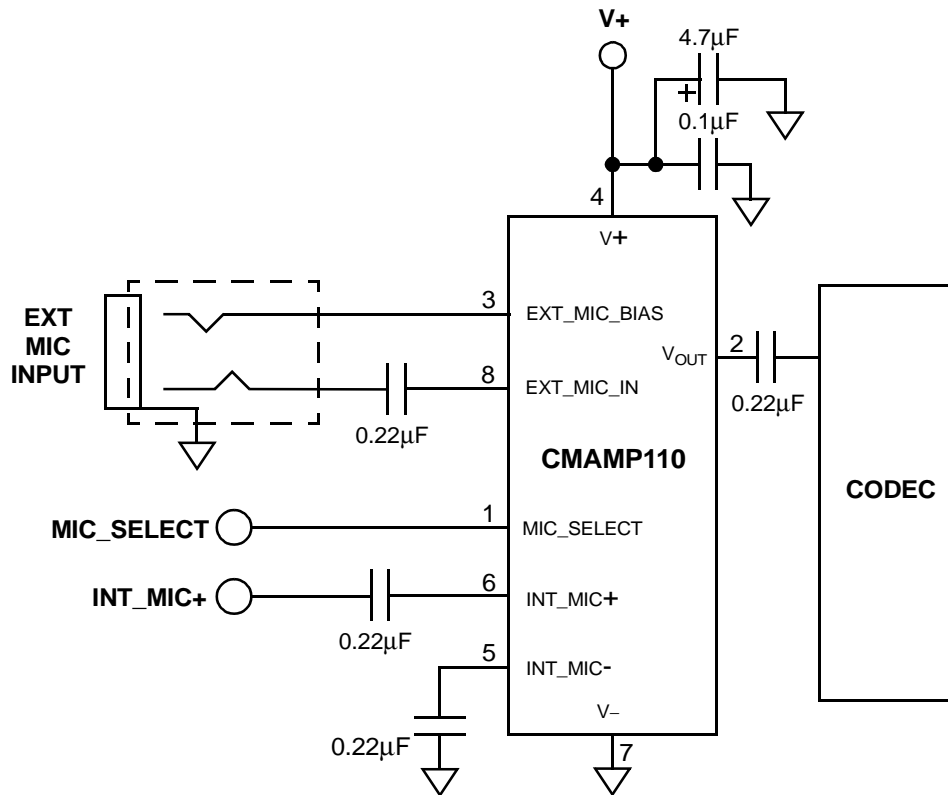 V+
4.7µF
+
0.1µF
4
V+
EXT
MIC
INPUT
3
EXT_MIC_BIAS
VOUT
2
8
EXT_MIC_IN
0.22µF
0.22µF
CMAMP110
CODEC
MIC_SELECT
1
MIC_SELECT
INT_MIC+
6
INT_MIC+
0.22µF
5
INT_MIC-
V–
0.22µF
7